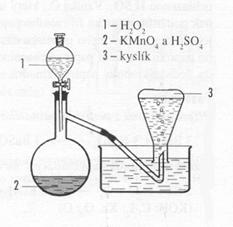 1 – H₂O₂
2 – KMnO₄ a H₂SO₄
3 – kyslík
1
3
2